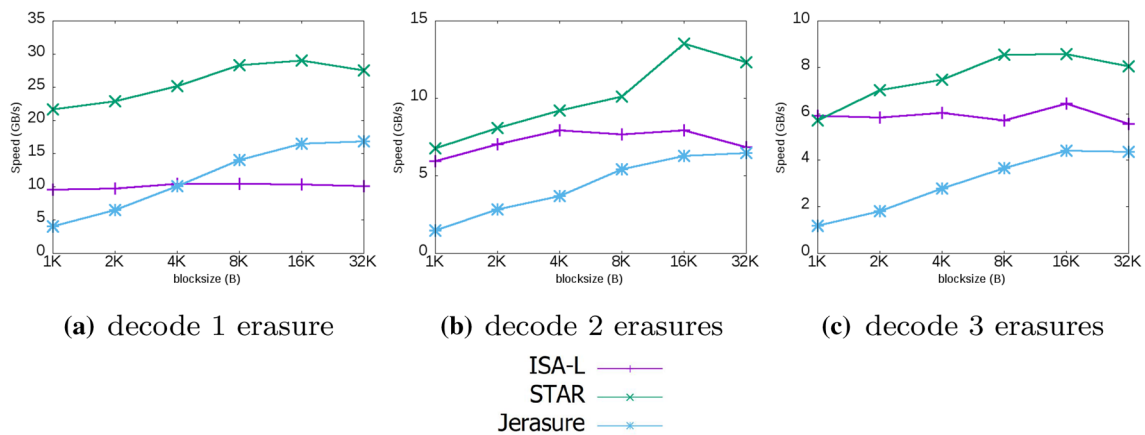 35
30
25
20
15
10
5
0
Speed (GB/s)
1K 2K 4K 8K 16K 32K
blocksize (B)
(a) decode 1 erasure
15
10
5
0
Speed (GB/s)
1K 2K 4K 8K 16K 32K
blocksize (B)
(b) decode 2 erasures
10
8
6
4
2
0
Speed (GB/s)
1K 2K 4K 8K 16K 32K
blocksize (B)
(c) decode 3 erasures
ISA-L
STAR
Jerasure